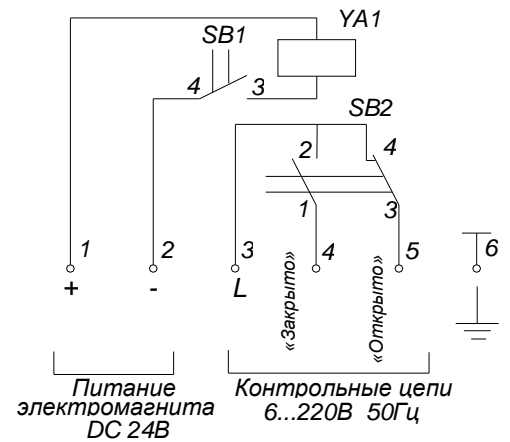 YA1
SB1
4
3
SB2
2
4
1
3
1
2
3
4
5
6
+
-
L
«Закрыто»
«Открыто»
Питание
электромагнита
DC 24В
Контрольные цепи
6...220В 50Гц